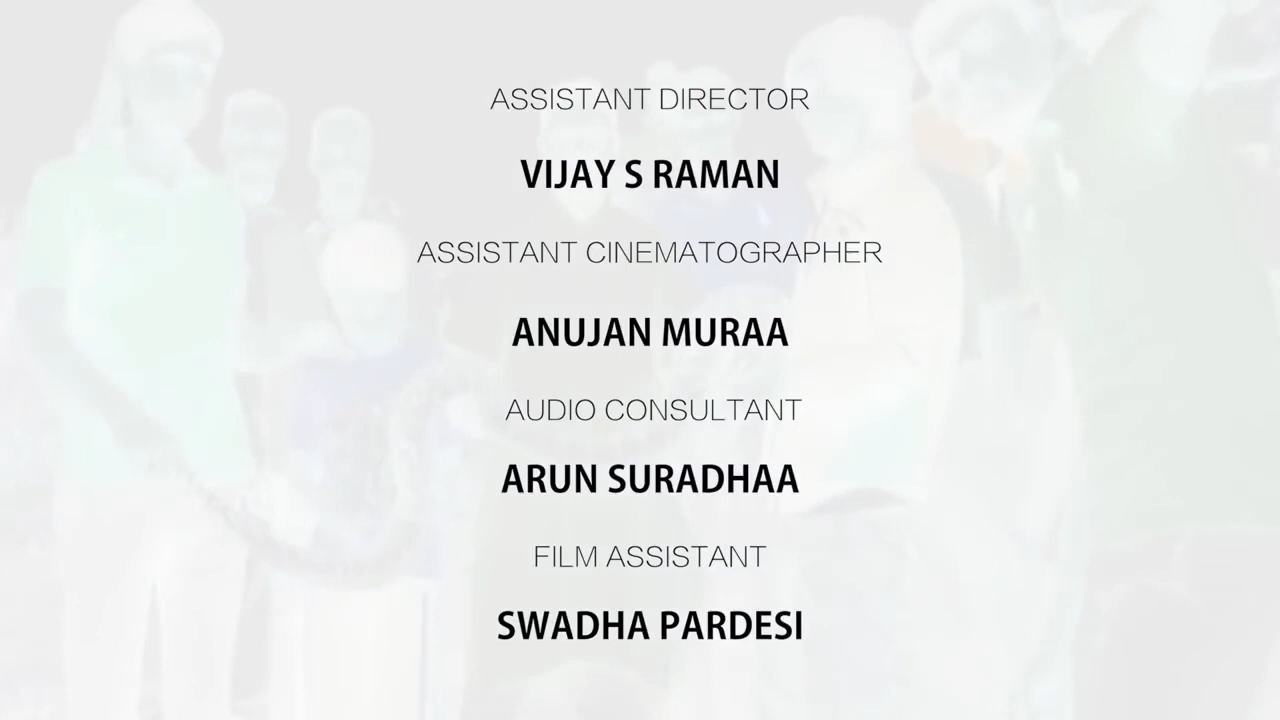 ASSISTANT DIRECTOR
VIJAY S RAMAN
ASSISTANT CINEMATOGRAPHER
ANUJAN MURAA
AUDIO CONSULTANT
ARUN SURADHAA
FILM ASSISTANT
SWADHA PARDESI